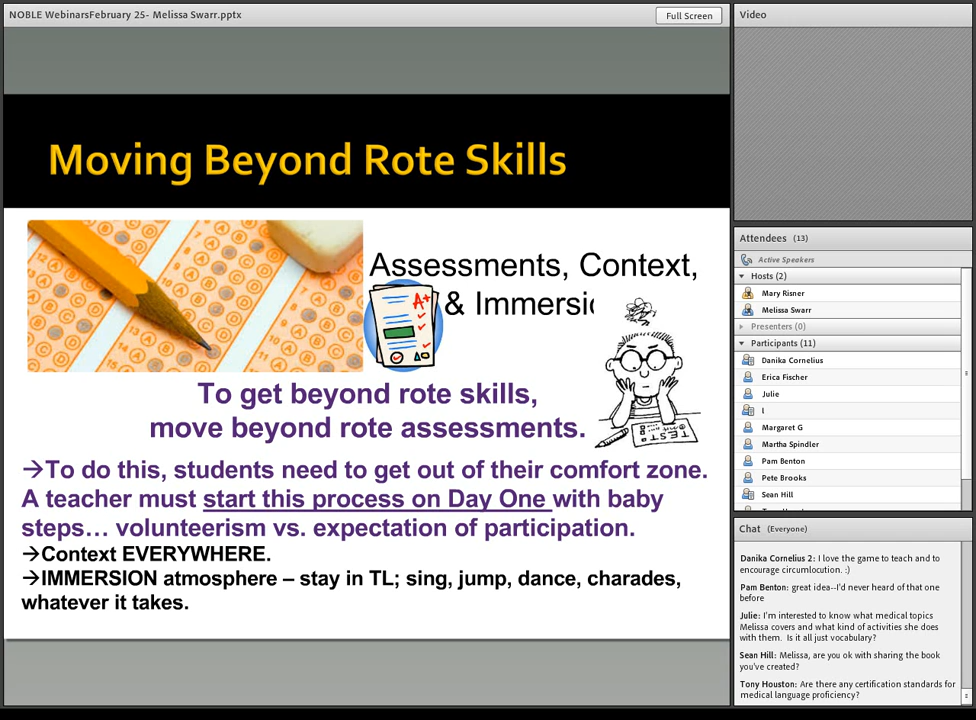 NOBLE WebinarsFebruary 25- Melissa Swarr.pptx
Full Screen
Moving Beyond Rote Skills
Assessments, Context,
& Immersi
A+
TEST
To get beyond rote skills,
move beyond rote assessments.
→To do this, students need to get out of their comfort zone.
A teacher must start this process on Day One with baby
steps… volunteerism vs. expectation of participation.
→Context EVERYWHERE.
→IMMERSION atmosphere – stay in TL; sing, jump, dance, charades,
whatever it takes.
Video
Attendees (13)
Active Speakers
Hosts (2)
Mary Risner
Melissa Swarr
Presenters (0)
Participants (11)
Danika Cornelius
Erica Fischer
Julie
l
Margaret G
Martha Spindler
Pam Benton
Pete Brooks
Sean Hill
Chat (Everyone)
Danika Cornelius 2: I love the game to teach and to
encourage circumlocution. :)
Pam Benton: great idea--I'd never heard of that one
before
Julie: I'm interested to know what medical topics
Melissa covers and what kind of activities she does
with them. Is it all just vocabulary?
Sean Hill: Melissa, are you ok with sharing the book
you've created?
Tony Houston: Are there any certification standards for
medical language proficiency?